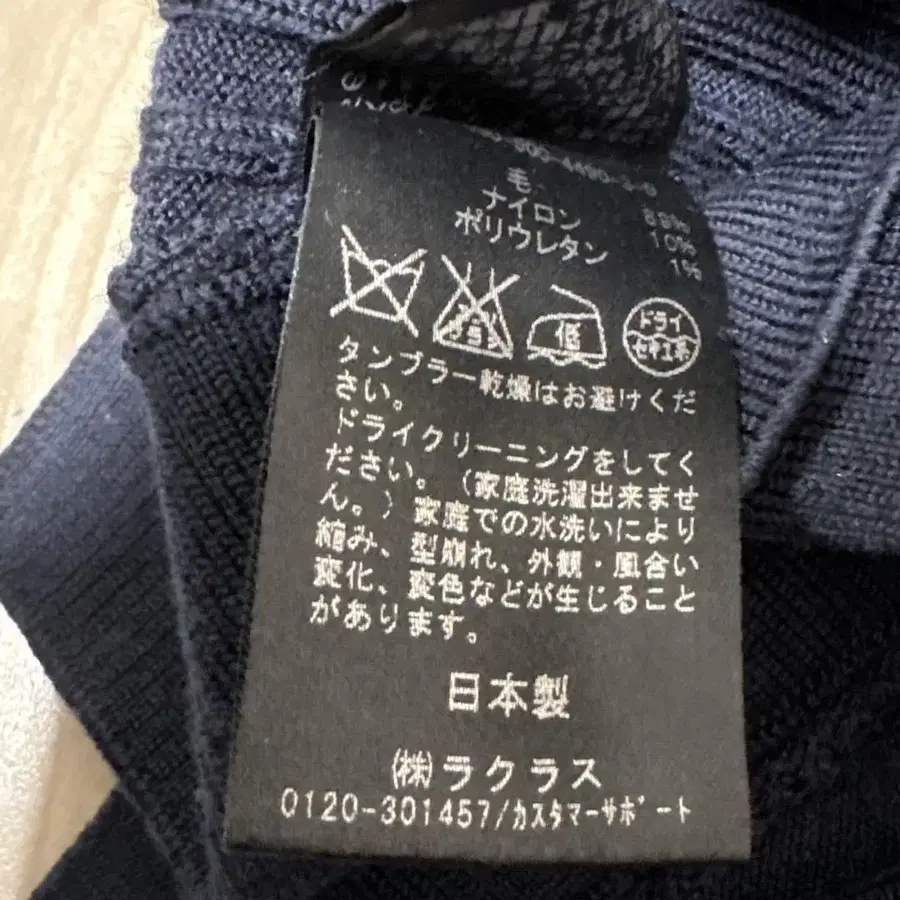 毛
89%
ナイロン
10%
ポリウレタン
1%
エンソサラシ
低
ドライ
セキユ系
タンブラー乾燥はお避けくだ
さい。
ドライクリーニングをしてく
ださい。（家庭洗濯出来ませ
ん。）家庭での水洗いにより
縮み、型崩れ、外観・風合い
変化、変色などが生じること
があります。
日本製
㈱ラクラス
0120-301457/カスタマーサポート